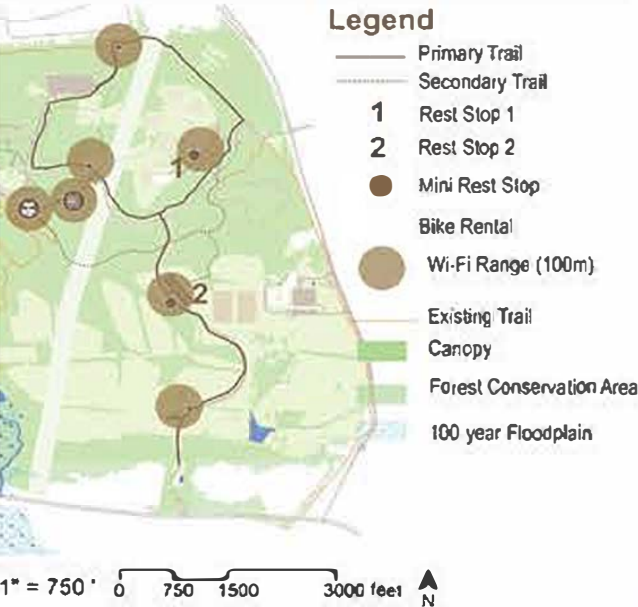 Legend
Primary Trail
Secondary Trail
1 Rest Stop 1
2 Rest Stop 2
Mini Rest Stop
Bike Rental
Wi-Fi Range (100m)
Existing Trail
Canopy
Forest Conservation Area
100 year Floodplain
1
2
1" = 750 ' 0 750 1500 3000 feet
N